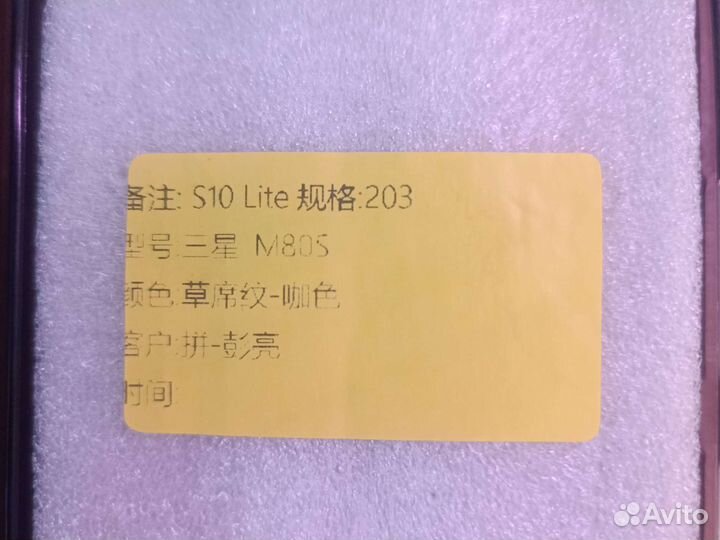 备注: S10 Lite 规格:203
型号:三星 M80S
颜色:草席纹-咖色
客户:拼-彭亮
时间:
Avito